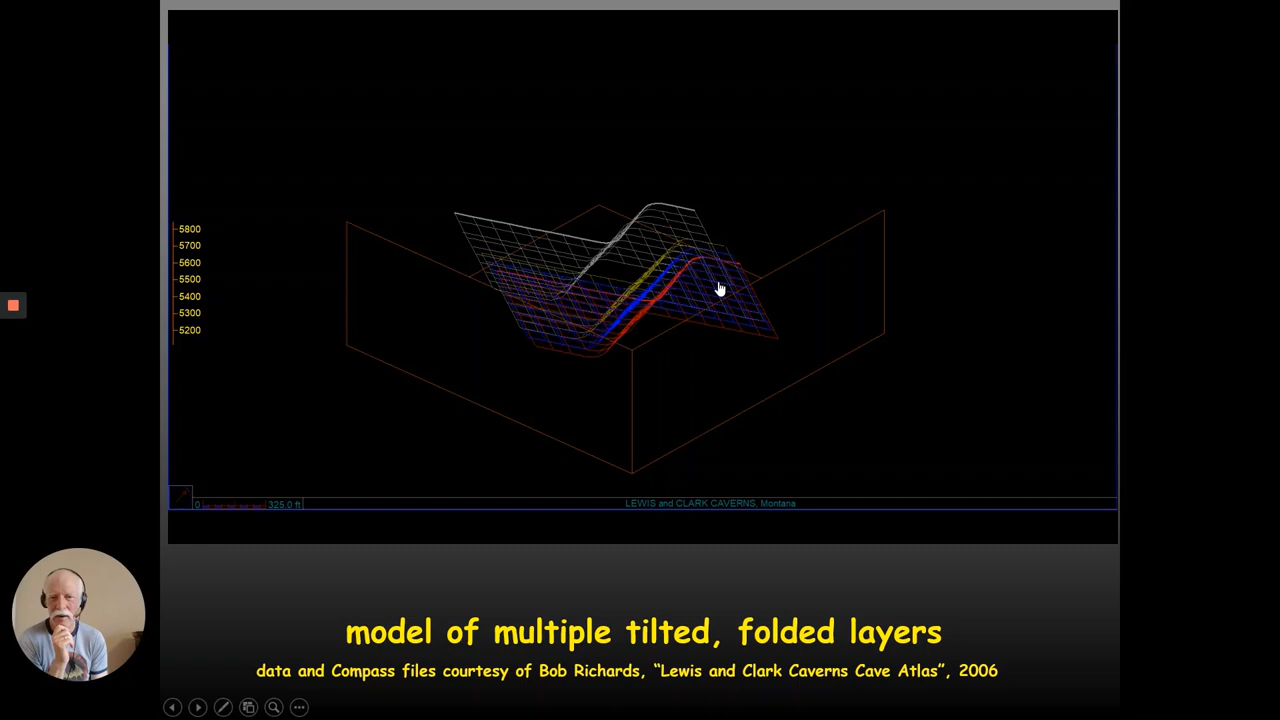 5800
5700
5600
5500
5400
5300
5200
0 325.0 ft
LEWIS and CLARK CAVERNS, Montana
model of multiple tilted, folded layers
data and Compass files courtesy of Bob Richards, “Lewis and Clark Caverns Cave Atlas”, 2006